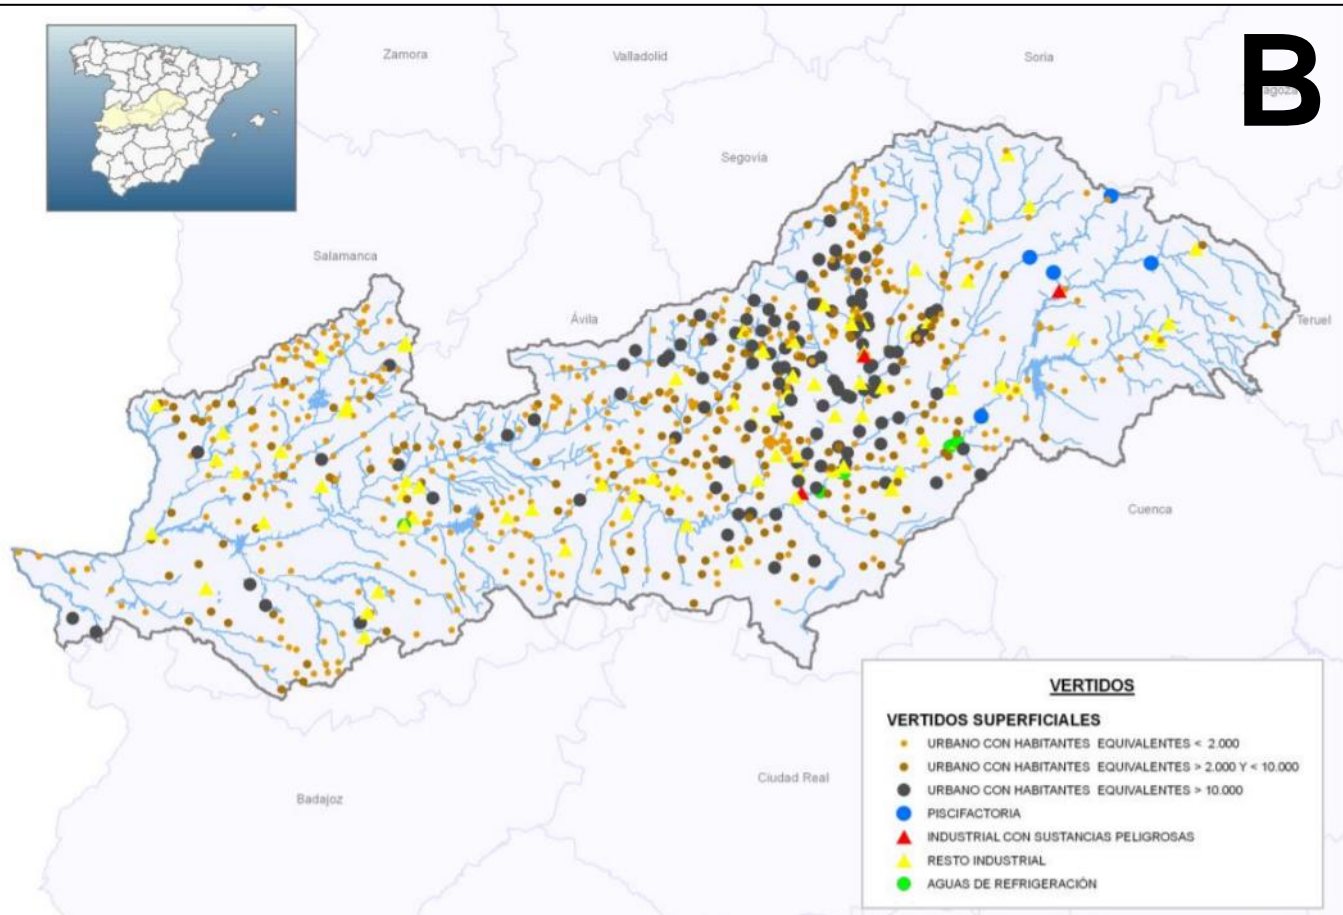 B
Zamora
Valladolid
Soria
Segovia
Salamanca
Ávila
Teruel
Cuenca
Ciudad Real
Badajoz
VERTIDOS
VERTIDOS SUPERFICIALES
URBANO CON HABITANTES EQUIVALENTES < 2.000
URBANO CON HABITANTES EQUIVALENTES > 2.000 Y < 10.000
URBANO CON HABITANTES EQUIVALENTES > 10.000
PISCIFACTORIA
INDUSTRIAL CON SUSTANCIAS PELIGROSAS
RESTO INDUSTRIAL
AGUAS DE REFRIGERACIÓN